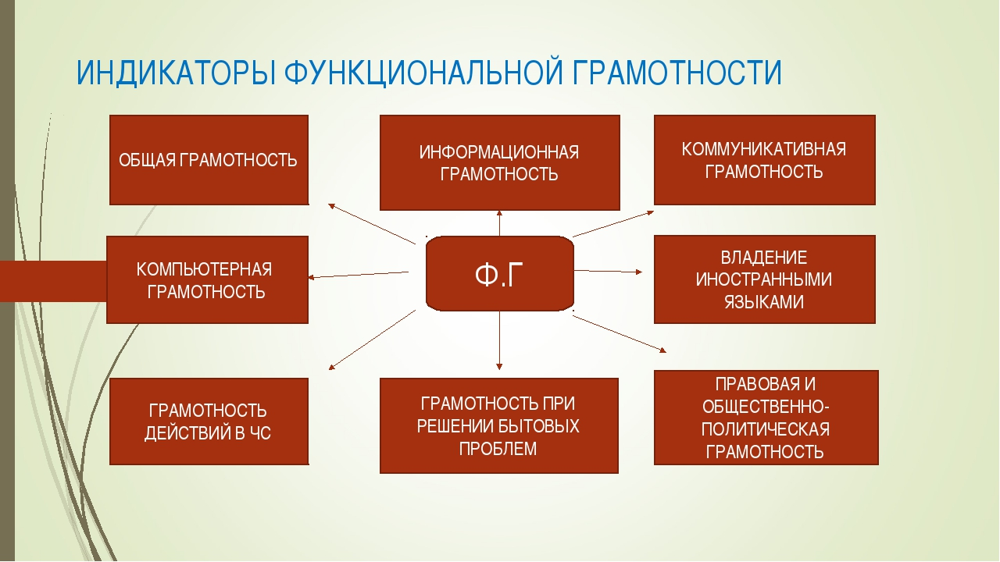 ИНДИКАТОРЫ ФУНКЦИОНАЛЬНОЙ ГРАМОТНОСТИ
ОБЩАЯ ГРАМОТНОСТЬ
ИНФОРМАЦИОННАЯ
ГРАМОТНОСТЬ
КОММУНИКАТИВНАЯ
ГРАМОТНОСТЬ
КОМПЬЮТЕРНАЯ
ГРАМОТНОСТЬ
Ф.Г
ВЛАДЕНИЕ
ИНОСТРАННЫМИ
ЯЗЫКАМИ
ГРАМОТНОСТЬ
ДЕЙСТВИЙ В ЧС
ГРАМОТНОСТЬ ПРИ
РЕШЕНИИ БЫТОВЫХ
ПРОБЛЕМ
ПРАВОВАЯ И
ОБЩЕСТВЕННО-
ПОЛИТИЧЕСКАЯ
ГРАМОТНОСТЬ